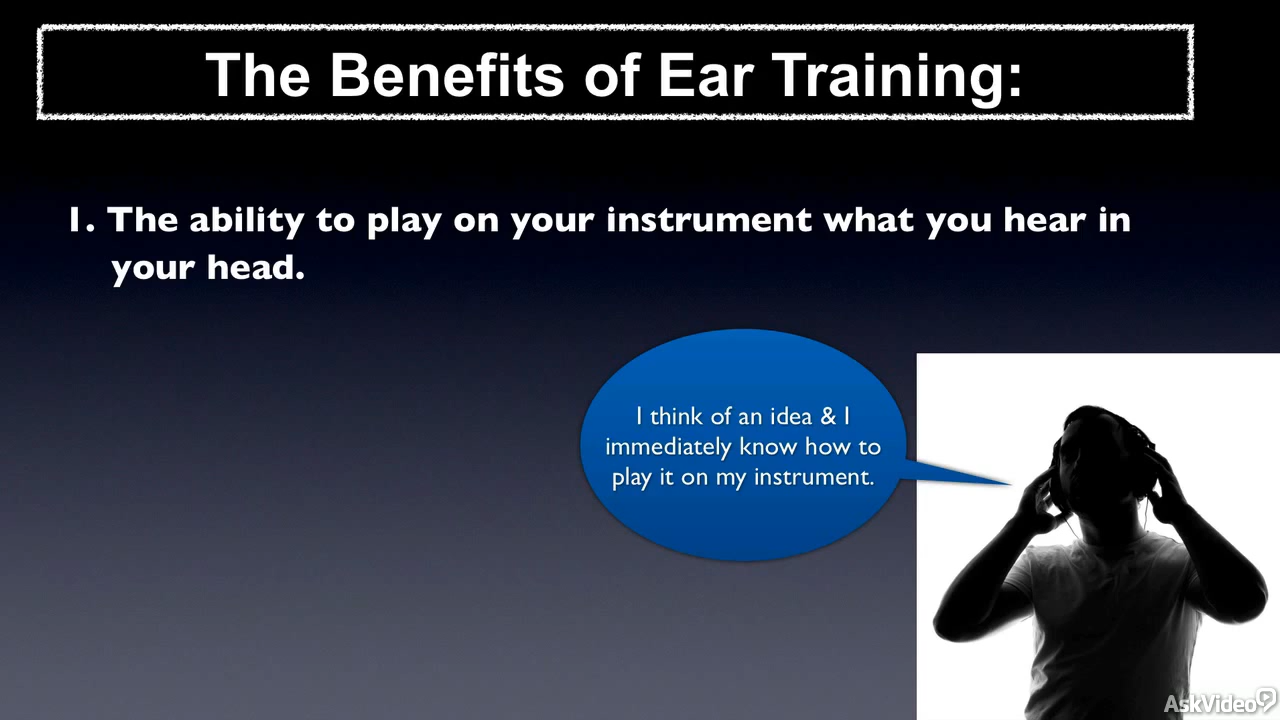 The Benefits of Ear Training:
1. The ability to play on your instrument what you hear in
your head.
I think of an idea & I
immediately know how to
play it on my instrument.
AskVideo